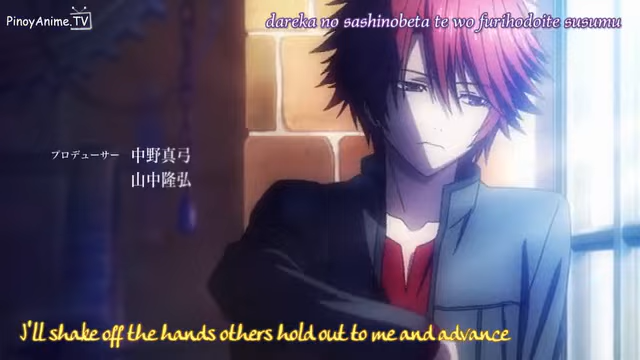 PinoyAnime.TV
dareka no sashinobeta te wo furihodoite susumu
プロデューサー 中野真弓
山中隆弘
I'll shake off the hands others hold out to me and advance